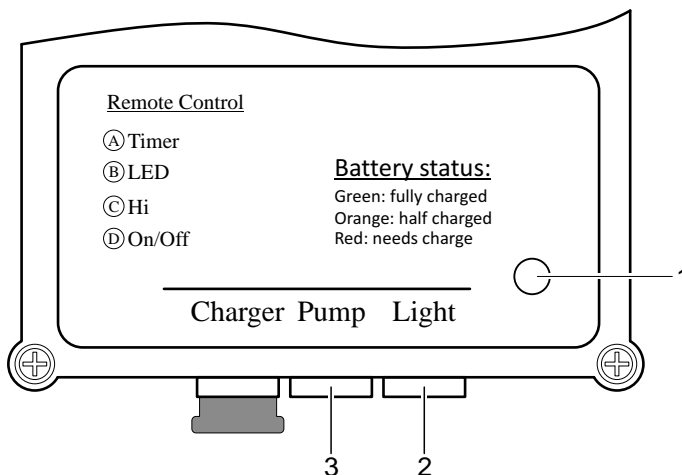 Remote Control
Ⓐ Timer
Ⓑ LED
Ⓒ Hi
Ⓓ On/Off
Battery status:
Green: fully charged
Orange: half charged
Red: needs charge
1
Charger Pump Light
3 2